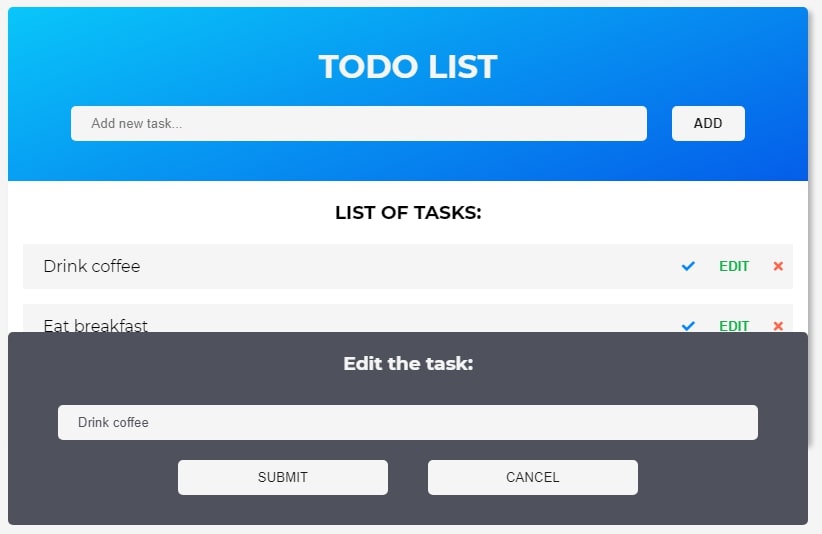 TODO LIST
Add new task...
ADD
LIST OF TASKS:
Drink coffee
EDIT
Eat breakfast
EDIT
Edit the task:
Drink coffee
SUBMIT
CANCEL